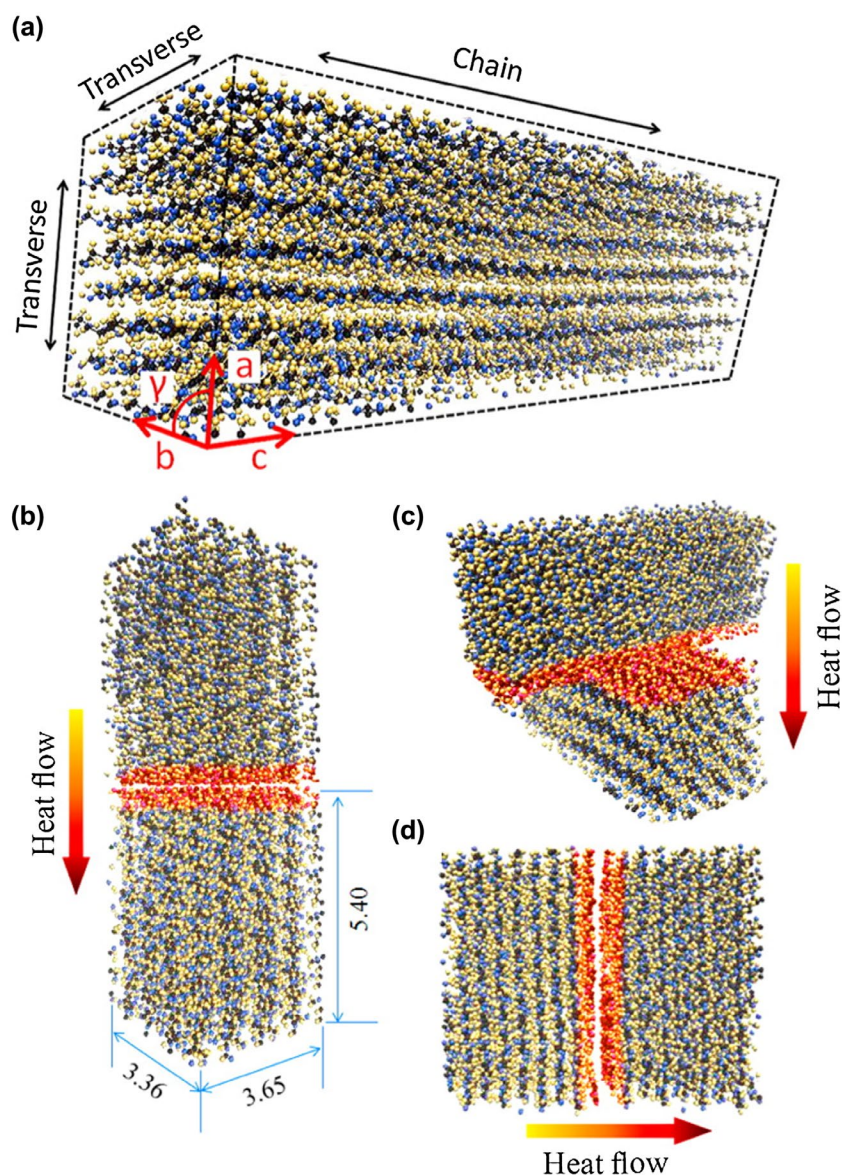 (a)
Transverse
Chain
Transverse
γ
a
b
c
(b)
(c)
Heat flow
Heat flow
5.40
(d)
3.36
3.65
Heat flow